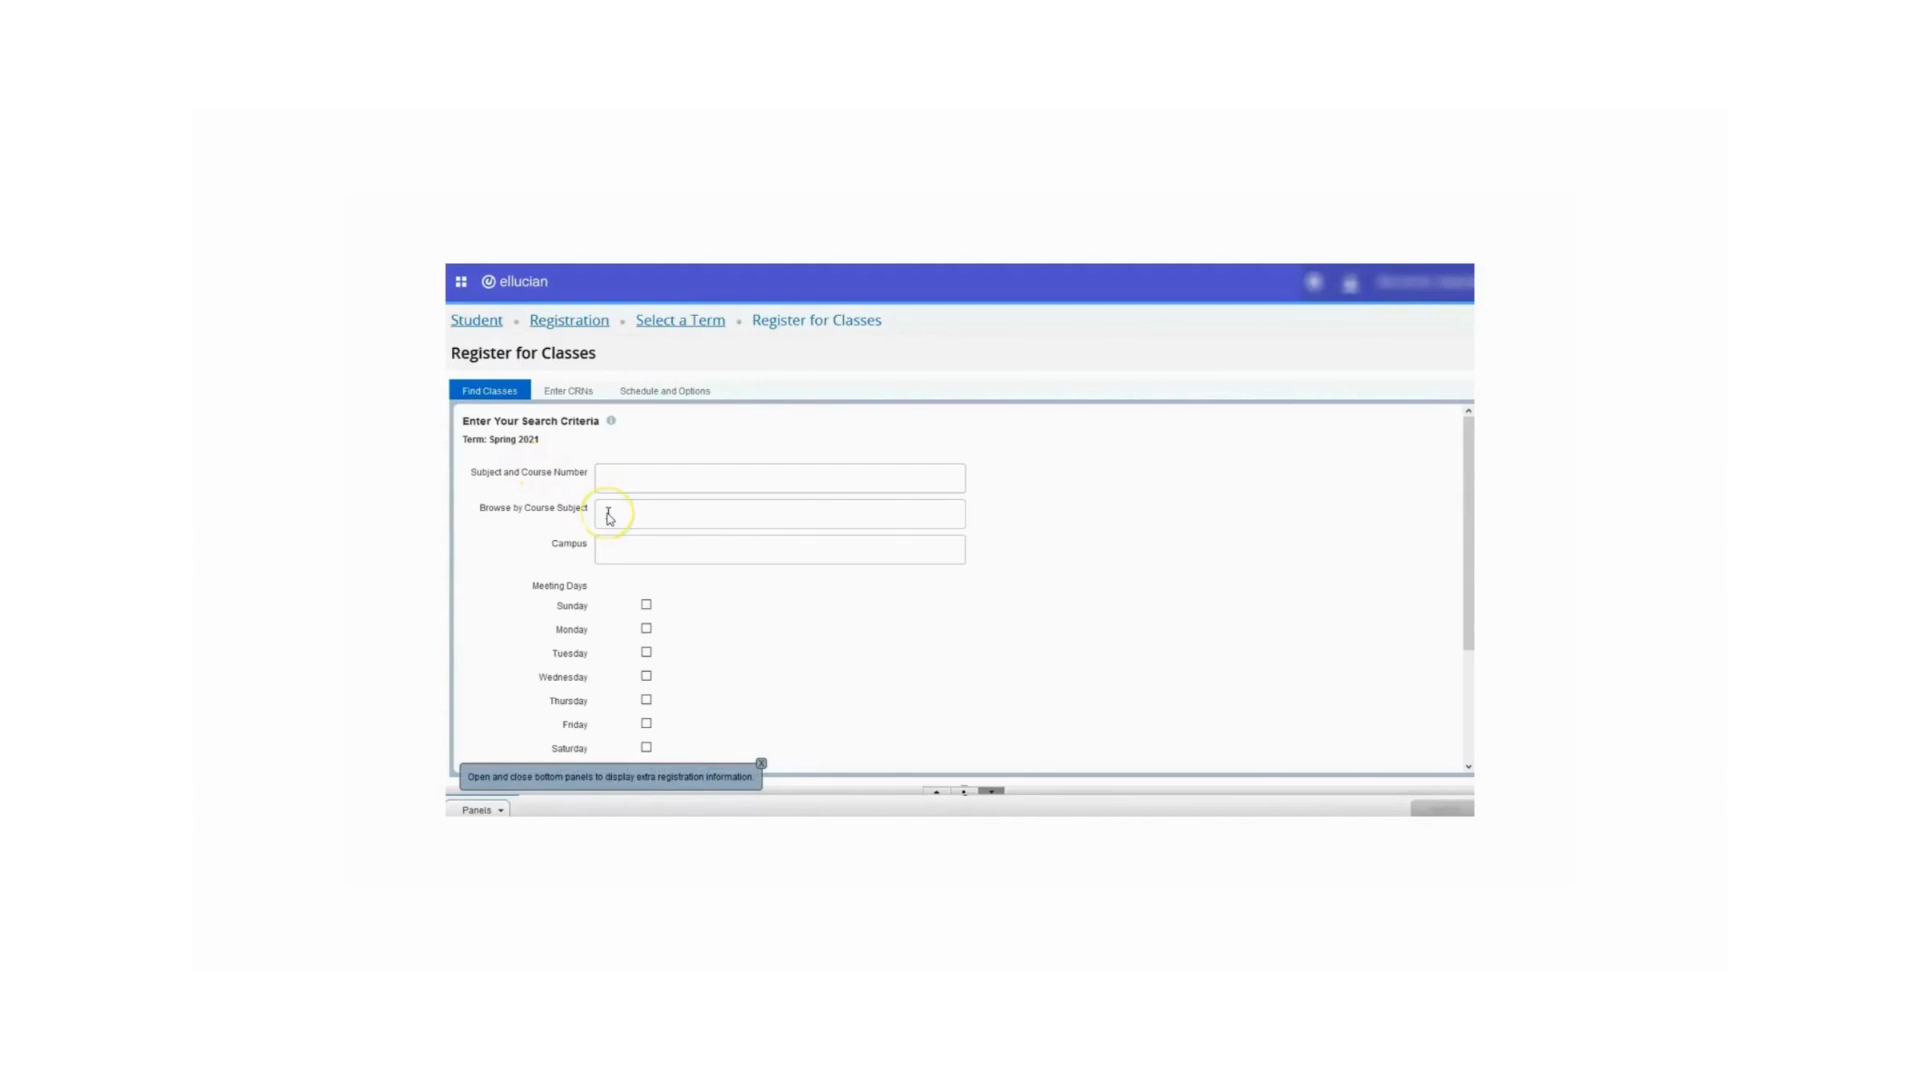 ellucian
Student • Registration • Select a Term • Register for Classes
Register for Classes
Find Classes Enter CRNs Schedule and Options
Enter Your Search Criteria
Term: Spring 2021
Subject and Course Number
Browse by Course Subject
Campus
Meeting Days
Sunday
Monday
Tuesday
Wednesday
Thursday
Friday
Saturday
Open and close bottom panels to display extra registration information.
Panels